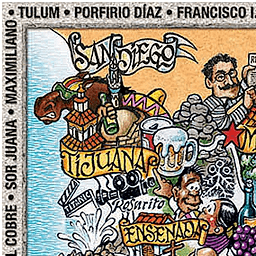 TULUM • PORFIRIO DÍAZ • FRANCISCO I.
L COBRE • SOR JUANA • MAXIMILIANO •
SAN DIEGO
TIJUANA
Rosarito
ENSENADA